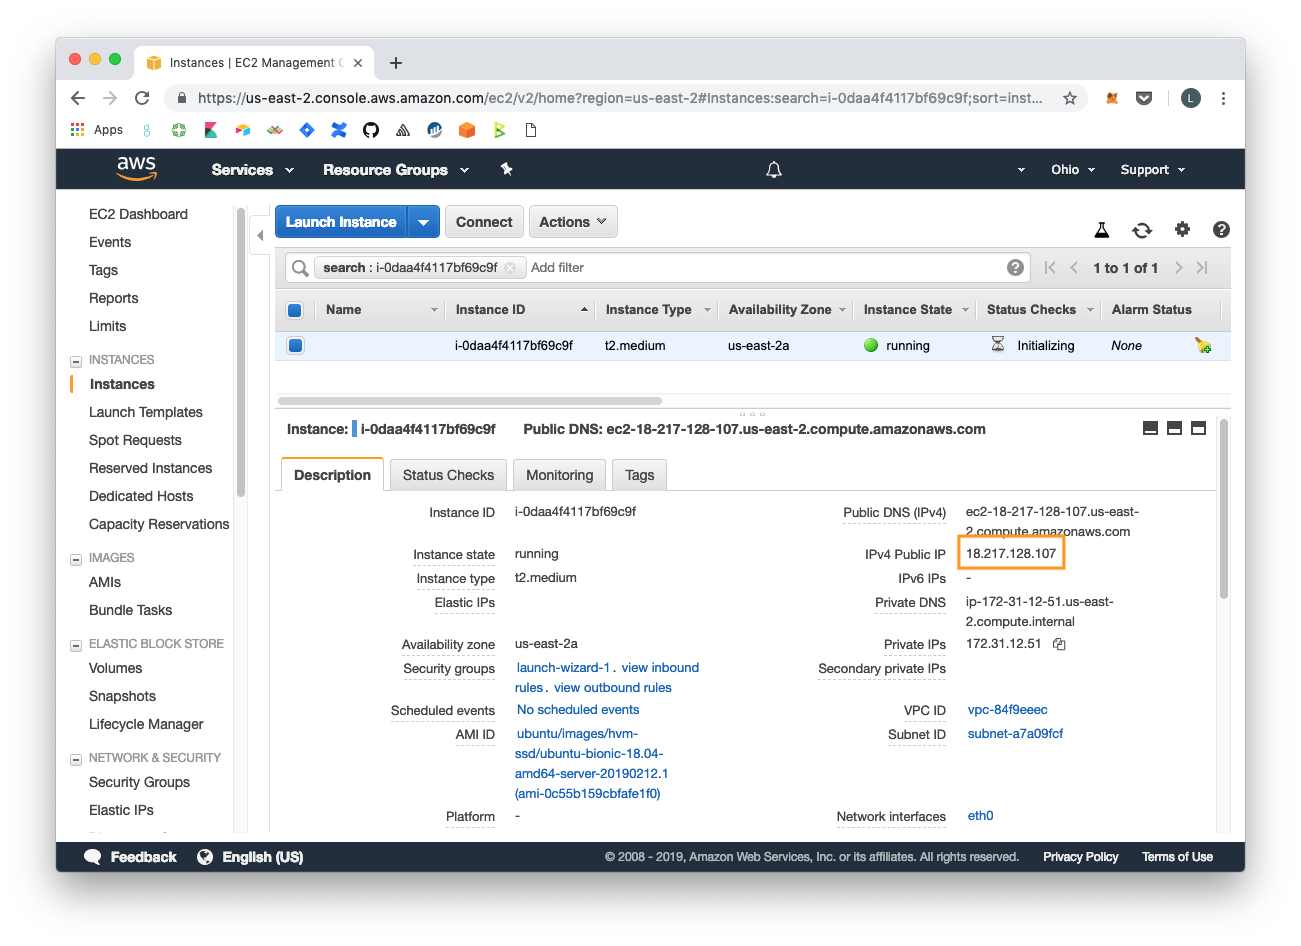 Instances | EC2 Management C
https://us-east-2.console.aws.amazon.com/ec2/v2/home?region=us-east-2#Instances:search=i-0daa4f4117bf69c9f;sort=inst...
L
Apps
aws
Services
Resource Groups
Ohio
Support
EC2 Dashboard
Events
Tags
Reports
Limits
INSTANCES
Instances
Launch Templates
Spot Requests
Reserved Instances
Dedicated Hosts
Capacity Reservations
IMAGES
AMIs
Bundle Tasks
ELASTIC BLOCK STORE
Volumes
Snapshots
Lifecycle Manager
NETWORK & SECURITY
Security Groups
Elastic IPs
Launch Instance
Connect
Actions
search : i-0daa4f4117bf69c9f
Add filter
1 to 1 of 1
Name Instance ID Instance Type Availability Zone Instance State Status Checks Alarm Status
i-0daa4f4117bf69c9f t2.medium us-east-2a running Initializing None
Instance: i-0daa4f4117bf69c9f Public DNS: ec2-18-217-128-107.us-east-2.compute.amazonaws.com
Description
Status Checks
Monitoring
Tags
Instance ID i-0daa4f4117bf69c9f
Instance state running
Instance type t2.medium
Elastic IPs
Availability zone us-east-2a
Security groups launch-wizard-1. view inbound
rules. view outbound rules
Scheduled events No scheduled events
AMI ID ubuntu/images/hvm-
ssd/ubuntu-bionic-18.04-
amd64-server-20190212.1
(ami-0c55b159cbfafe1f0)
Platform -
Public DNS (IPv4) ec2-18-217-128-107.us-east-
2.compute.amazonaws.com
IPv4 Public IP 18.217.128.107
IPv6 IPs -
Private DNS ip-172-31-12-51.us-east-
2.compute.internal
Private IPs 172.31.12.51
Secondary private IPs
VPC ID vpc-84f9eeec
Subnet ID subnet-a7a09fcf
Network interfaces eth0
Feedback
English (US)
© 2008 - 2019, Amazon Web Services, Inc. or its affiliates. All rights reserved.
Privacy Policy
Terms of Use